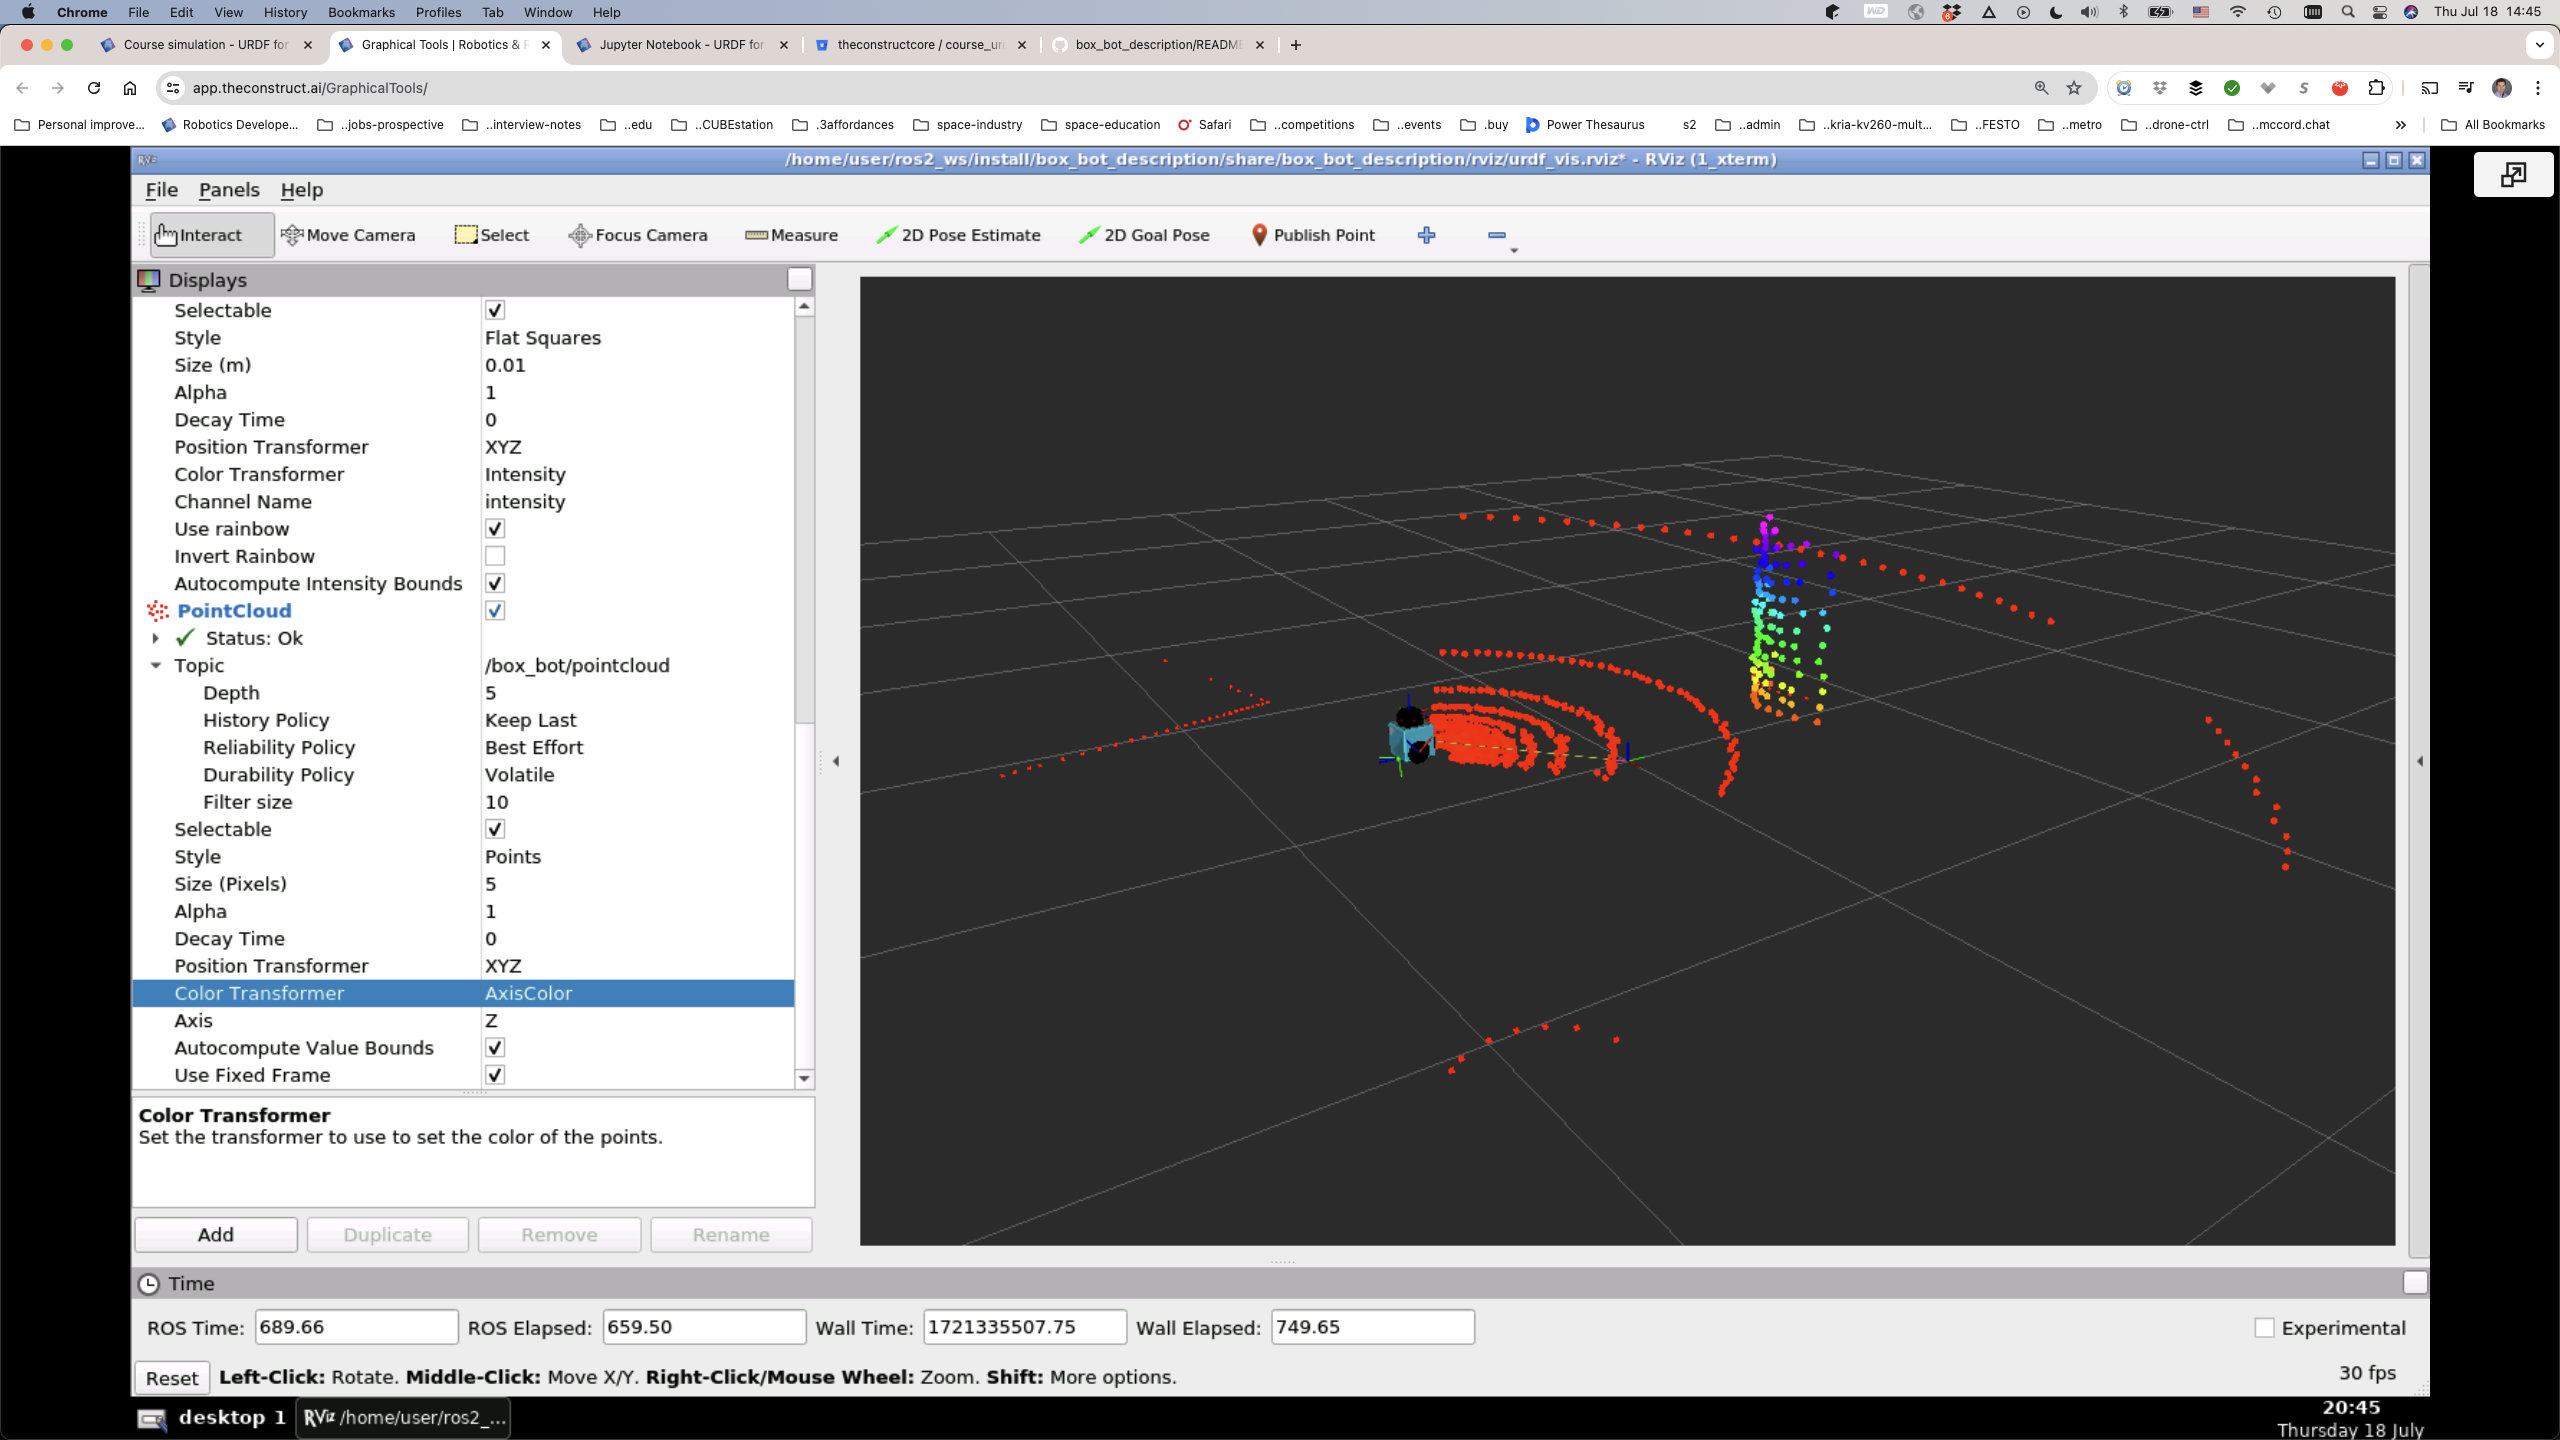 Chrome File Edit View History Bookmarks Profiles Tab Window Help Thu Jul 18 14:45
Course simulation - URDF for Graphical Tools | Robotics & R Jupyter Notebook - URDF for theconstructcore / course_ur box_bot_description/README
app.theconstruct.ai/GraphicalTools/
Personal improve... Robotics Develope... ..jobs-prospective ..interview-notes ..edu ..CUBEstation .3affordances space-industry space-education Safari ..competitions ..events .buy Power Thesaurus s2 ..admin ..kria-kv260-mult... ..FESTO ..metro ..drone-ctrl ..mccord.chat » All Bookmarks
/home/user/ros2_ws/install/box_bot_description/share/box_bot_description/rviz/urdf_vis.rviz* - RViz (1_xterm)
File Panels Help
Interact Move Camera Select Focus Camera Measure 2D Pose Estimate 2D Goal Pose Publish Point
Displays
Selectable
Style Flat Squares
Size (m) 0.01
Alpha 1
Decay Time 0
Position Transformer XYZ
Color Transformer Intensity
Channel Name intensity
Use rainbow
Invert Rainbow
Autocompute Intensity Bounds
PointCloud
Status: Ok
Topic /box_bot/pointcloud
Depth 5
History Policy Keep Last
Reliability Policy Best Effort
Durability Policy Volatile
Filter size 10
Selectable
Style Points
Size (Pixels) 5
Alpha 1
Decay Time 0
Position Transformer XYZ
Color Transformer AxisColor
Axis Z
Autocompute Value Bounds
Use Fixed Frame
Color Transformer
Set the transformer to use to set the color of the points.
Add Duplicate Remove Rename
Time
ROS Time: 689.66 ROS Elapsed: 659.50 Wall Time: 1721335507.75 Wall Elapsed: 749.65 Experimental
Reset Left-Click: Rotate. Middle-Click: Move X/Y. Right-Click/Mouse Wheel: Zoom. Shift: More options. 30 fps
desktop 1 RViz /home/user/ros2_... 20:45
Thursday 18 July